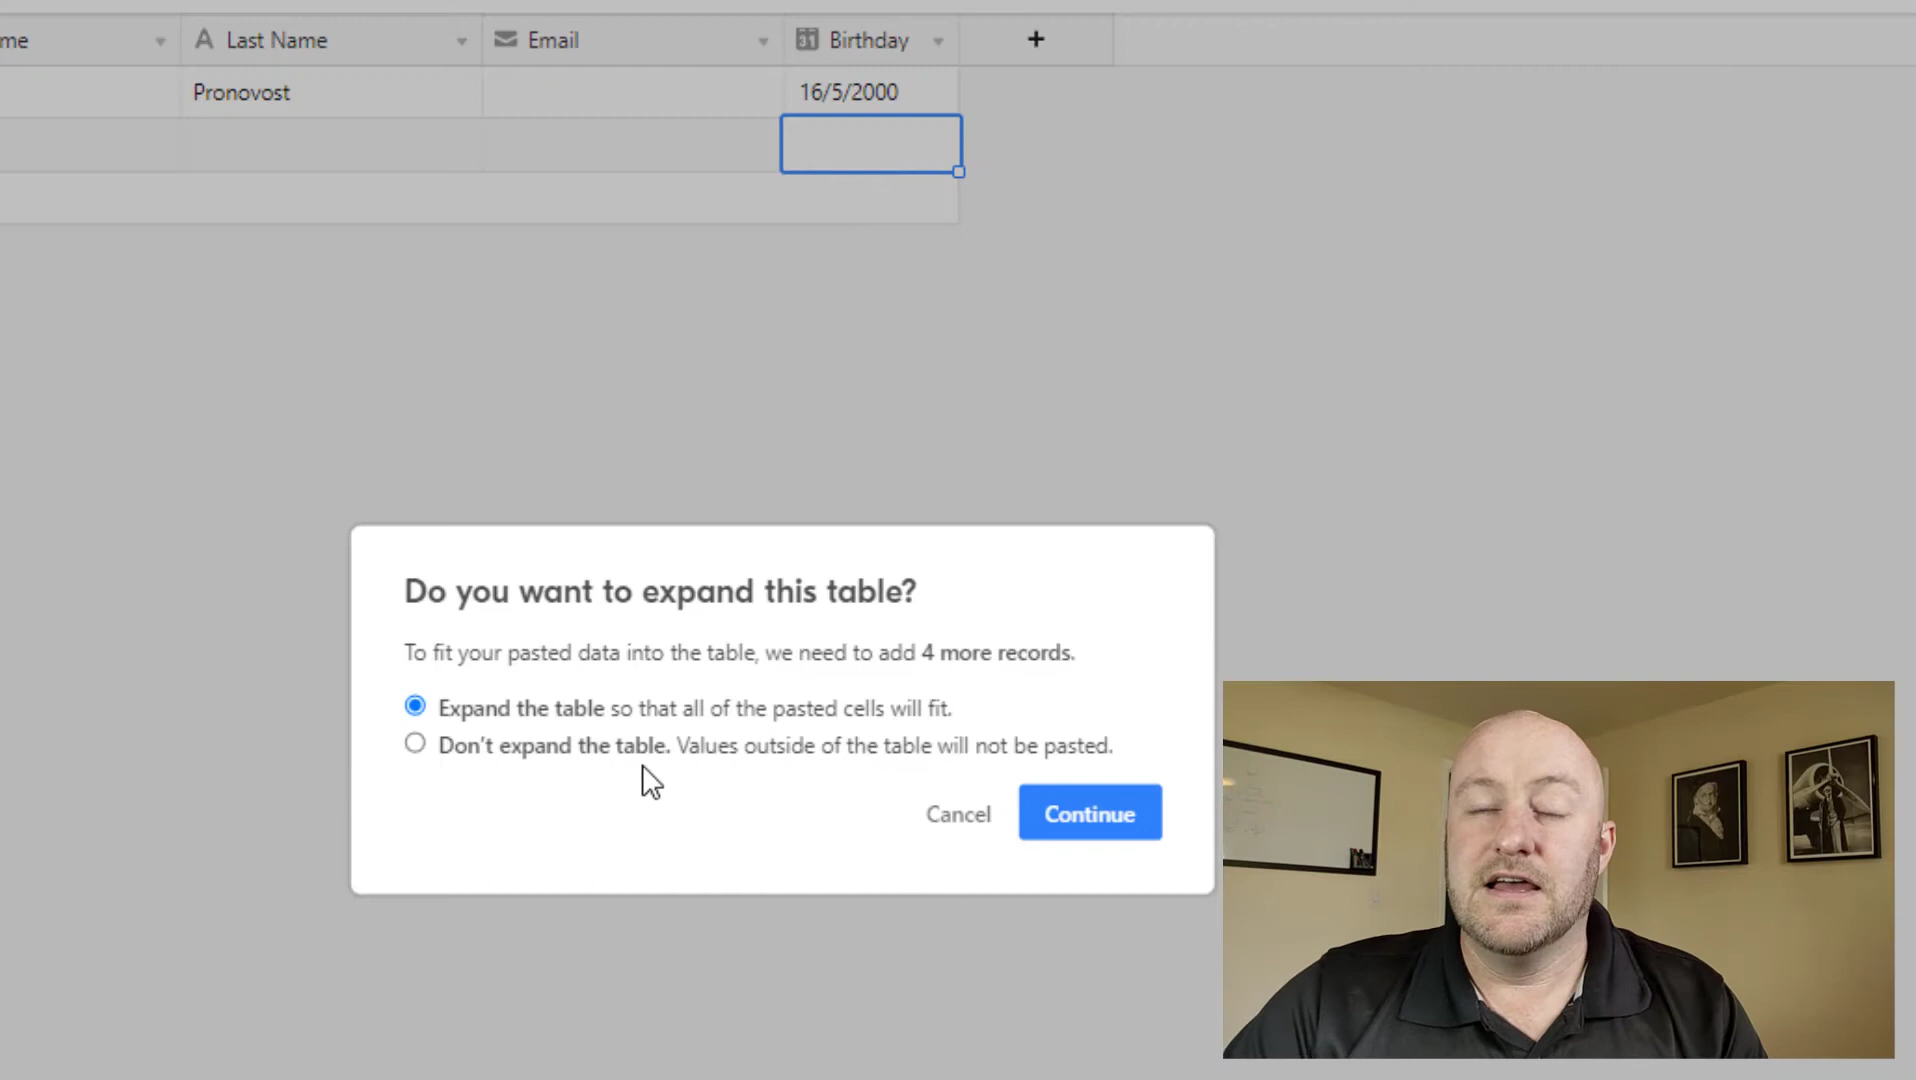 me
Last Name
Email
31 Birthday
+
Pronovost
16/5/2000
Do you want to expand this table?
To fit your pasted data into the table, we need to add 4 more records.
Expand the table so that all of the pasted cells will fit.
Don't expand the table. Values outside of the table will not be pasted.
Cancel
Continue